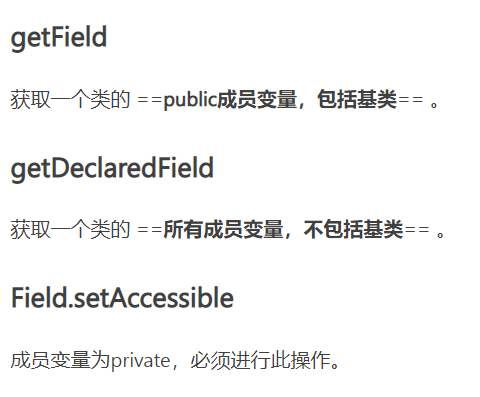 getField
获取一个类的 ==public成员变量，包括基类== 。
getDeclaredField
获取一个类的 ==所有成员变量，不包括基类== 。
Field.setAccessible
成员变量为private，必须进行此操作。